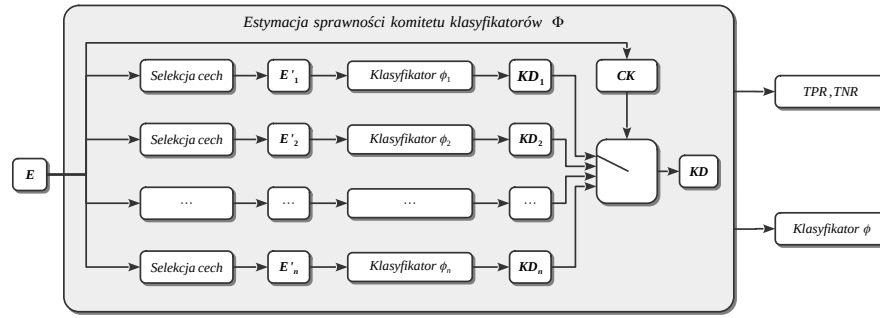 Estymacja sprawności komitetu klasyfikatorów Φ
Selekcja cech E'1 Klasyfikator ϕ1 KD1 CK
TPR,TNR
Selekcja cech E'2 Klasyfikator ϕ2 KD2
E KD
... ... ... ...
Klasyfikator ϕ
Selekcja cech E'n Klasyfikator ϕn KDn